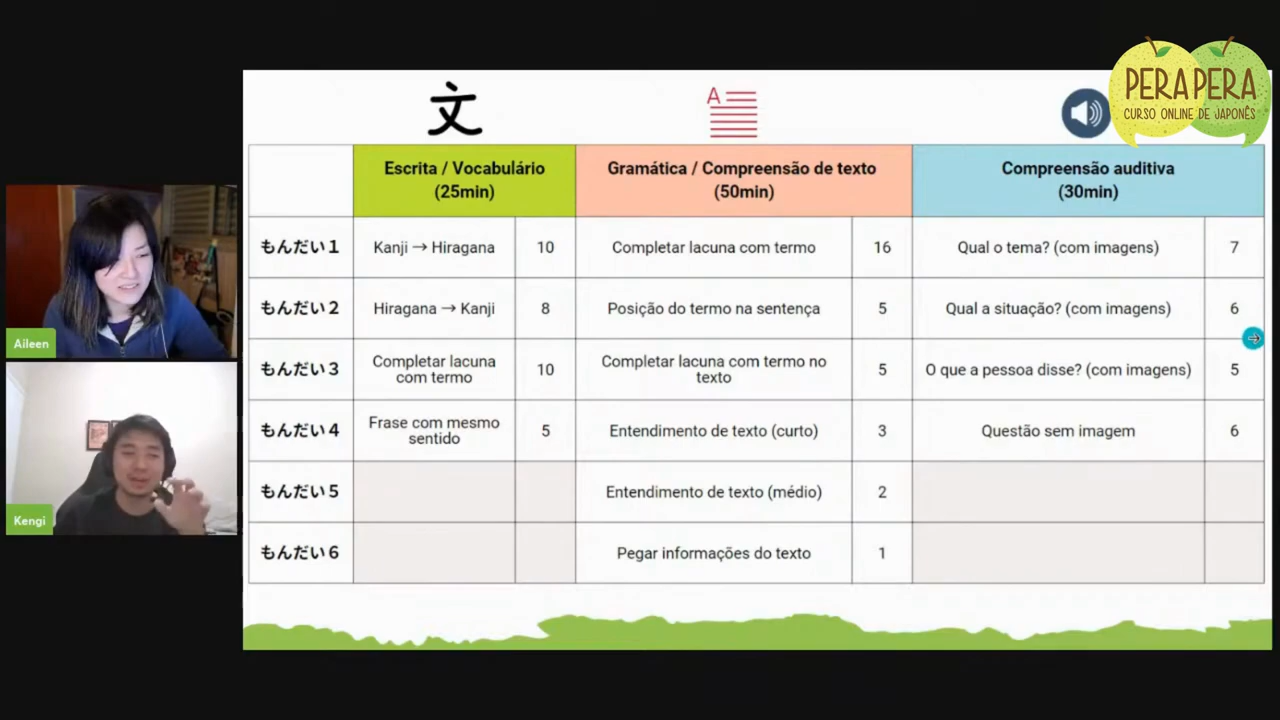 PERA PERA
CURSO ONLINE DE JAPONÊS
文
A
Escrita / Vocabulário
(25min)
Gramática / Compreensão de texto
(50min)
Compreensão auditiva
(30min)
もんだい1
Kanji → Hiragana
10
Completar lacuna com termo
16
Qual o tema? (com imagens)
7
もんだい2
Hiragana → Kanji
8
Posição do termo na sentença
5
Qual a situação? (com imagens)
6
もんだい3
Completar lacuna
com termo
10
Completar lacuna com termo no
texto
5
O que a pessoa disse? (com imagens)
5
もんだい4
Frase com mesmo
sentido
5
Entendimento de texto (curto)
3
Questão sem imagem
6
もんだい5
Entendimento de texto (médio)
2
もんだい6
Pegar informações do texto
1
Aileen
Kengi